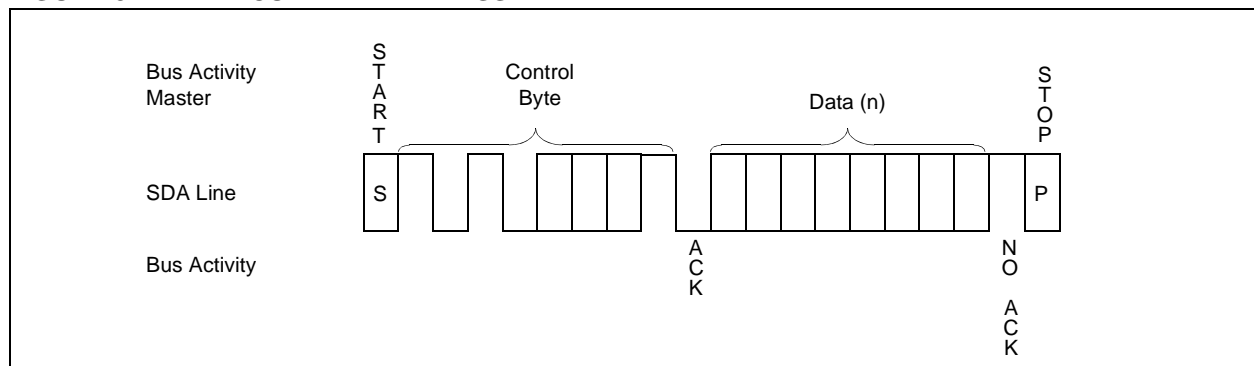 Bus Activity
Master
START
Control
Byte
Data (n)
STOP
SDA Line
S
P
Bus Activity
ACK
NO ACK